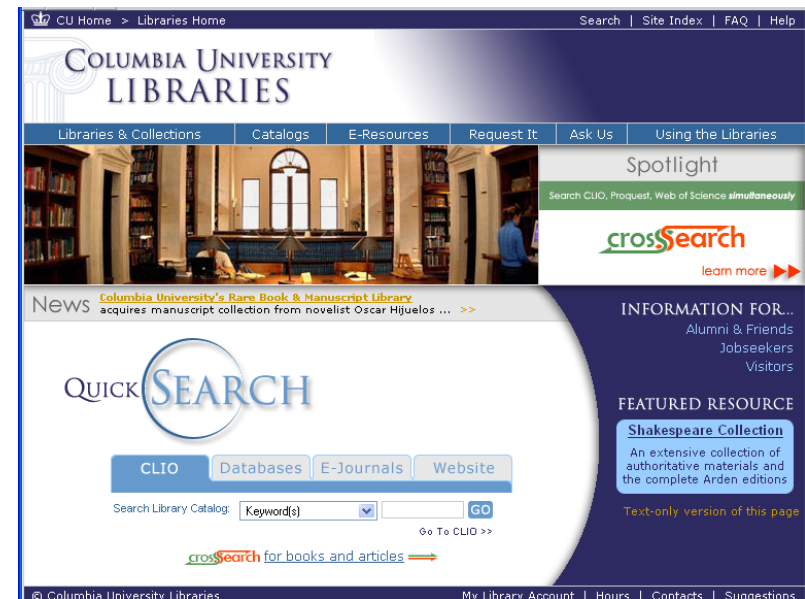 CU Home > Libraries Home
Search | Site Index | FAQ | Help
COLUMBIA UNIVERSITY
LIBRARIES
Libraries & Collections
Catalogs
E-Resources
Request It
Ask Us
Using the Libraries
Spotlight
Search CLIO, Proquest, Web of Science simultaneously
crossSearch
learn more
News
Columbia University's Rare Book & Manuscript Library
acquires manuscript collection from novelist Oscar Hijuelos ... >>
INFORMATION FOR...
Alumni & Friends
Jobseekers
Visitors
QUICK SEARCH
FEATURED RESOURCE
Shakespeare Collection
An extensive collection of
authoritative materials and
the complete Arden editions
CLIO
Databases
E-Journals
Website
Search Library Catalog:
Keyword(s)
GO
Go To CLIO >>
Text-only version of this page
crossSearch for books and articles
© Columbia University Libraries
My Library Account | Hours | Contacts | Suggestions